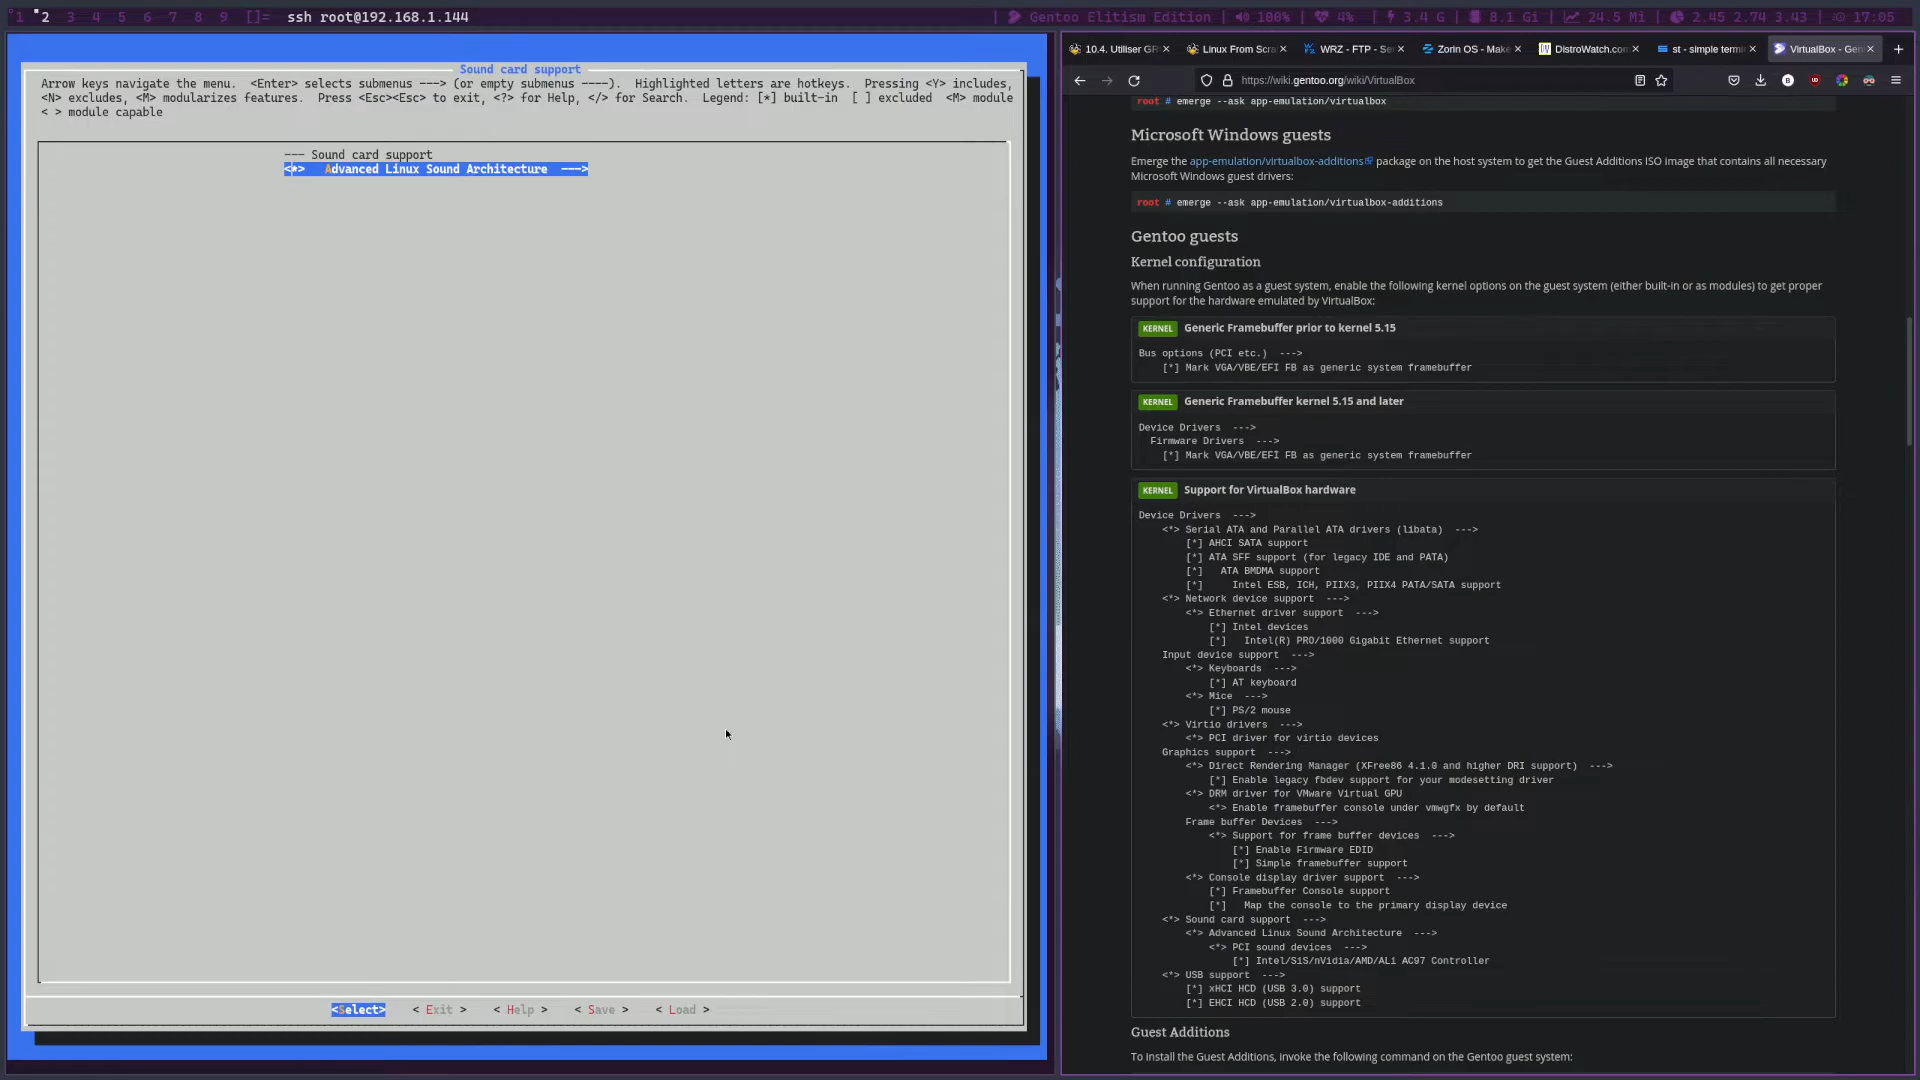 1 2 3 4 5 6 7 8 9 []= ssh root@192.168.1.144 | Gentoo Elitism Edition | 100% | 4% | 3.4 G | 8.1 Gi | 24.5 Mi | 2.45 2.74 3.43 | 17:05
Sound card support
Arrow keys navigate the menu.  <Enter> selects submenus ---> (or empty submenus ----).  Highlighted letters are hotkeys.  Pressing <Y> includes,
<N> excludes, <M> modularizes features.  Press <Esc><Esc> to exit, <?> for Help, </> for Search.  Legend: [*] built-in  [ ] excluded  <M> module
< > module capable
--- Sound card support
<*>   Advanced Linux Sound Architecture  --->
<Select>    < Exit >    < Help >    < Save >    < Load >
10.4. Utiliser GR
Linux From Scra
WRZ - FTP - Se
Zorin OS - Make
DistroWatch.com
st - simple termi
VirtualBox - Gen
https://wiki.gentoo.org/wiki/VirtualBox
root # emerge --ask app-emulation/virtualbox
Microsoft Windows guests
Emerge the app-emulation/virtualbox-additions package on the host system to get the Guest Additions ISO image that contains all necessary
Microsoft Windows guest drivers:
root # emerge --ask app-emulation/virtualbox-additions
Gentoo guests
Kernel configuration
When running Gentoo as a guest system, enable the following kernel options on the guest system (either built-in or as modules) to get proper
support for the hardware emulated by VirtualBox:
KERNEL Generic Framebuffer prior to kernel 5.15
Bus options (PCI etc.)  --->
[*] Mark VGA/VBE/EFI FB as generic system framebuffer
KERNEL Generic Framebuffer kernel 5.15 and later
Device Drivers  --->
Firmware Drivers  --->
[*] Mark VGA/VBE/EFI FB as generic system framebuffer
KERNEL Support for VirtualBox hardware
Device Drivers  --->
<*> Serial ATA and Parallel ATA drivers (libata)  --->
[*] AHCI SATA support
[*] ATA SFF support (for legacy IDE and PATA)
[*]   ATA BMDMA support
[*]     Intel ESB, ICH, PIIX3, PIIX4 PATA/SATA support
<*> Network device support  --->
<*> Ethernet driver support  --->
[*] Intel devices
[*]   Intel(R) PRO/1000 Gigabit Ethernet support
Input device support  --->
<*> Keyboards  --->
[*] AT keyboard
<*> Mice  --->
[*] PS/2 mouse
<*> Virtio drivers  --->
<*> PCI driver for virtio devices
Graphics support  --->
<*> Direct Rendering Manager (XFree86 4.1.0 and higher DRI support)  --->
[*] Enable legacy fbdev support for your modesetting driver
<*> DRM driver for VMware Virtual GPU
<*> Enable framebuffer console under vmwgfx by default
Frame buffer Devices  --->
<*> Support for frame buffer devices  --->
[*] Enable Firmware EDID
[*] Simple framebuffer support
<*> Console display driver support  --->
[*] Framebuffer Console support
[*]   Map the console to the primary display device
<*> Sound card support  --->
<*> Advanced Linux Sound Architecture  --->
<*> PCI sound devices  --->
[*] Intel/SiS/nVidia/AMD/ALi AC97 Controller
<*> USB support  --->
[*] xHCI HCD (USB 3.0) support
[*] EHCI HCD (USB 2.0) support
Guest Additions
To install the Guest Additions, invoke the following command on the Gentoo guest system: